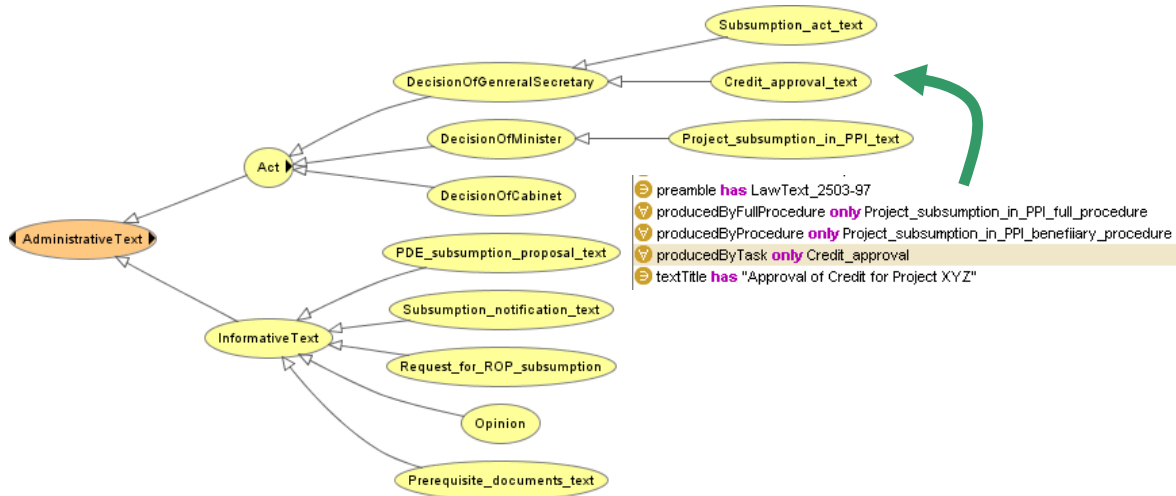 Subsumption_act_text
DecisionOfGenreralSecretary
Credit_approval_text
DecisionOfMinister
Project_subsumption_in_PPI_text
Act
DecisionOfCabinet
AdministrativeText
PDE_subsumption_proposal_text
Subsumption_notification_text
InformativeText
Request_for_ROP_subsumption
Opinion
Prerequisite_documents_text
∋ preamble has LawText_2503-97
∀ producedByFullProcedure only Project_subsumption_in_PPI_full_procedure
∀ producedByProcedure only Project_subsumption_in_PPI_benefiiary_procedure
∀ producedByTask only Credit_approval
∋ textTitle has "Approval of Credit for Project XYZ"